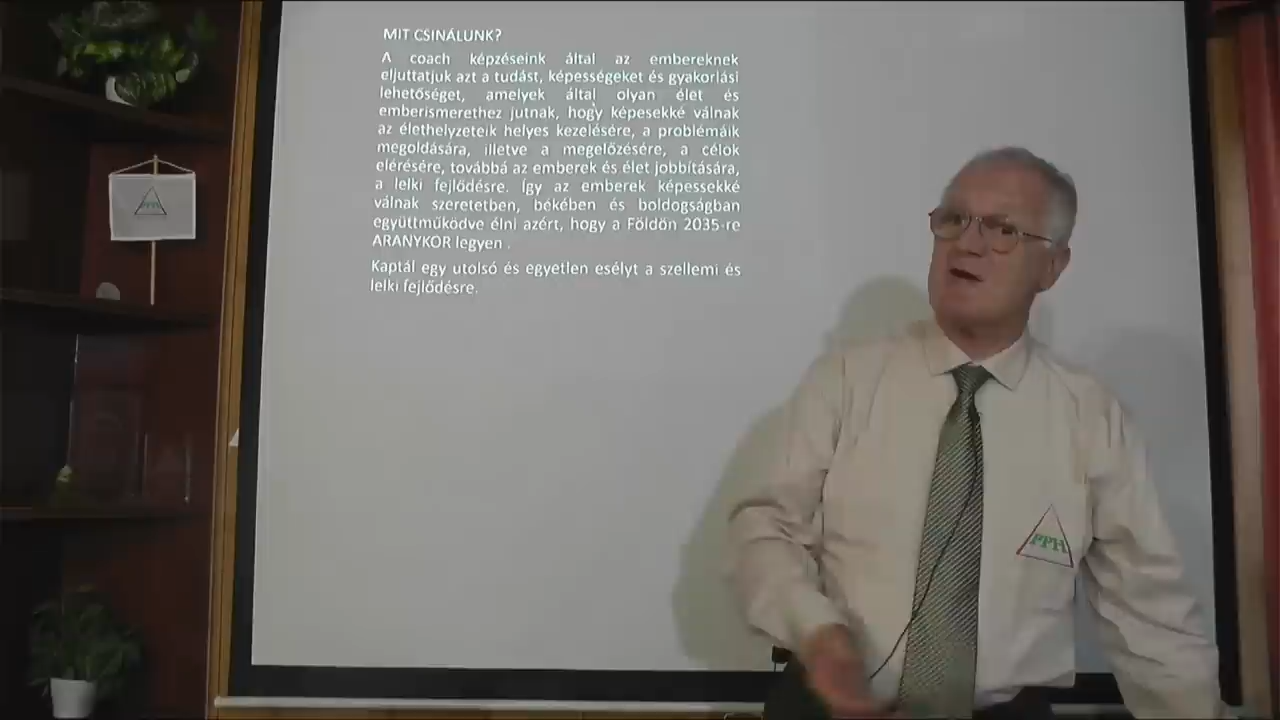 MIT CSINÁLUNK?
A coach képzéseink által az embereknek
eljuttatjuk azt a tudást, képességeket és gyakorlási
lehetőséget, amelyek által olyan élet és
emberismerethez jutnak, hogy képesekké válnak
az élethelyzeteik helyes kezelésére, a problémáik
megoldására, illetve a megelőzésére, a célok
elérésére, továbbá az emberek és élet jobbítására,
a lelki fejlődésre. Így az emberek képessekké
válnak szeretetben, békében és boldogságban
együttműködve élni azért, hogy a Földön 2035-re
ARANYKOR legyen .
Kaptál egy utolsó és egyetlen esélyt a szellemi és
lelki fejlődésre.
PPH
PPH